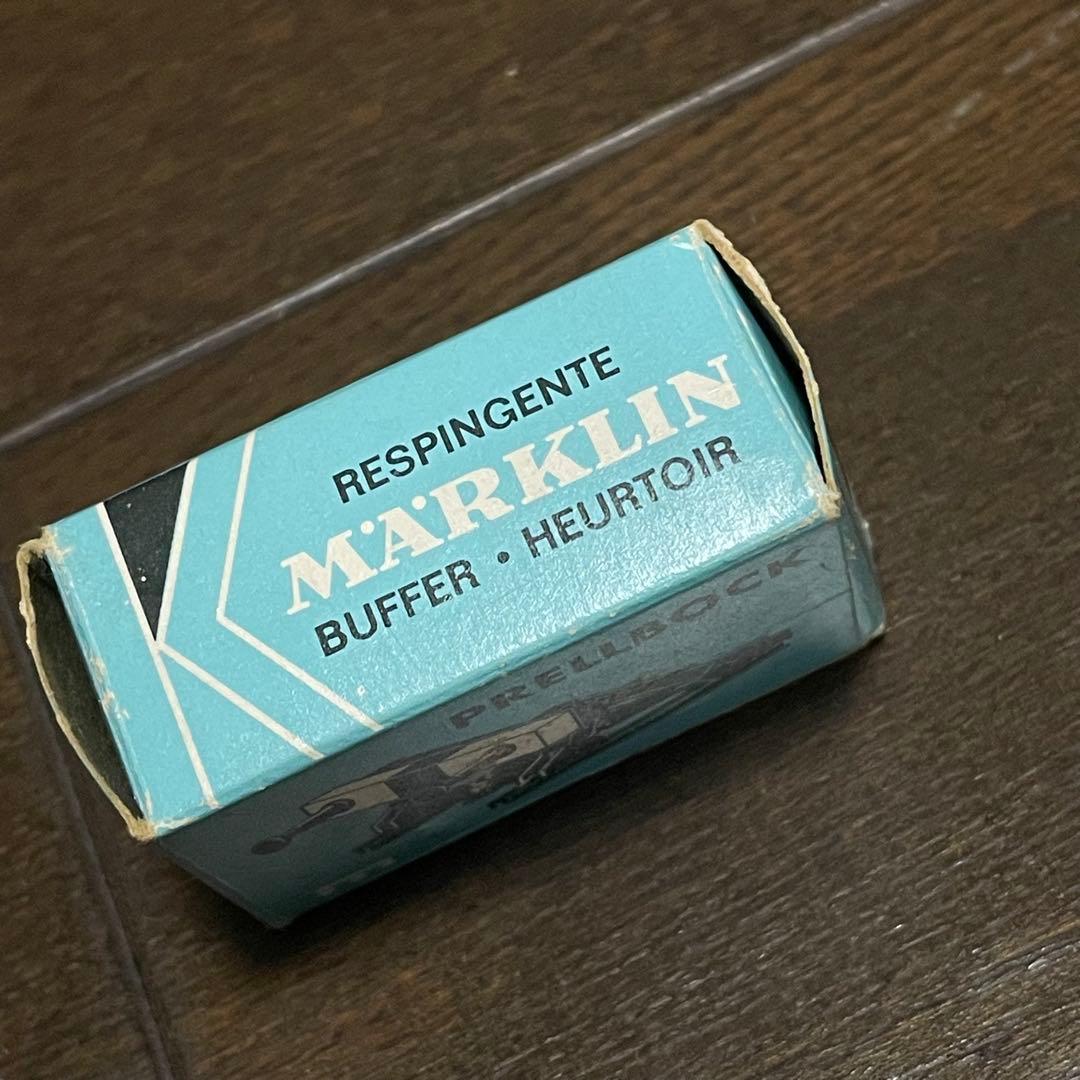 RESPINGENTE
MÄRKLIN
BUFFER • HEURTOIR
PRELLBOCK